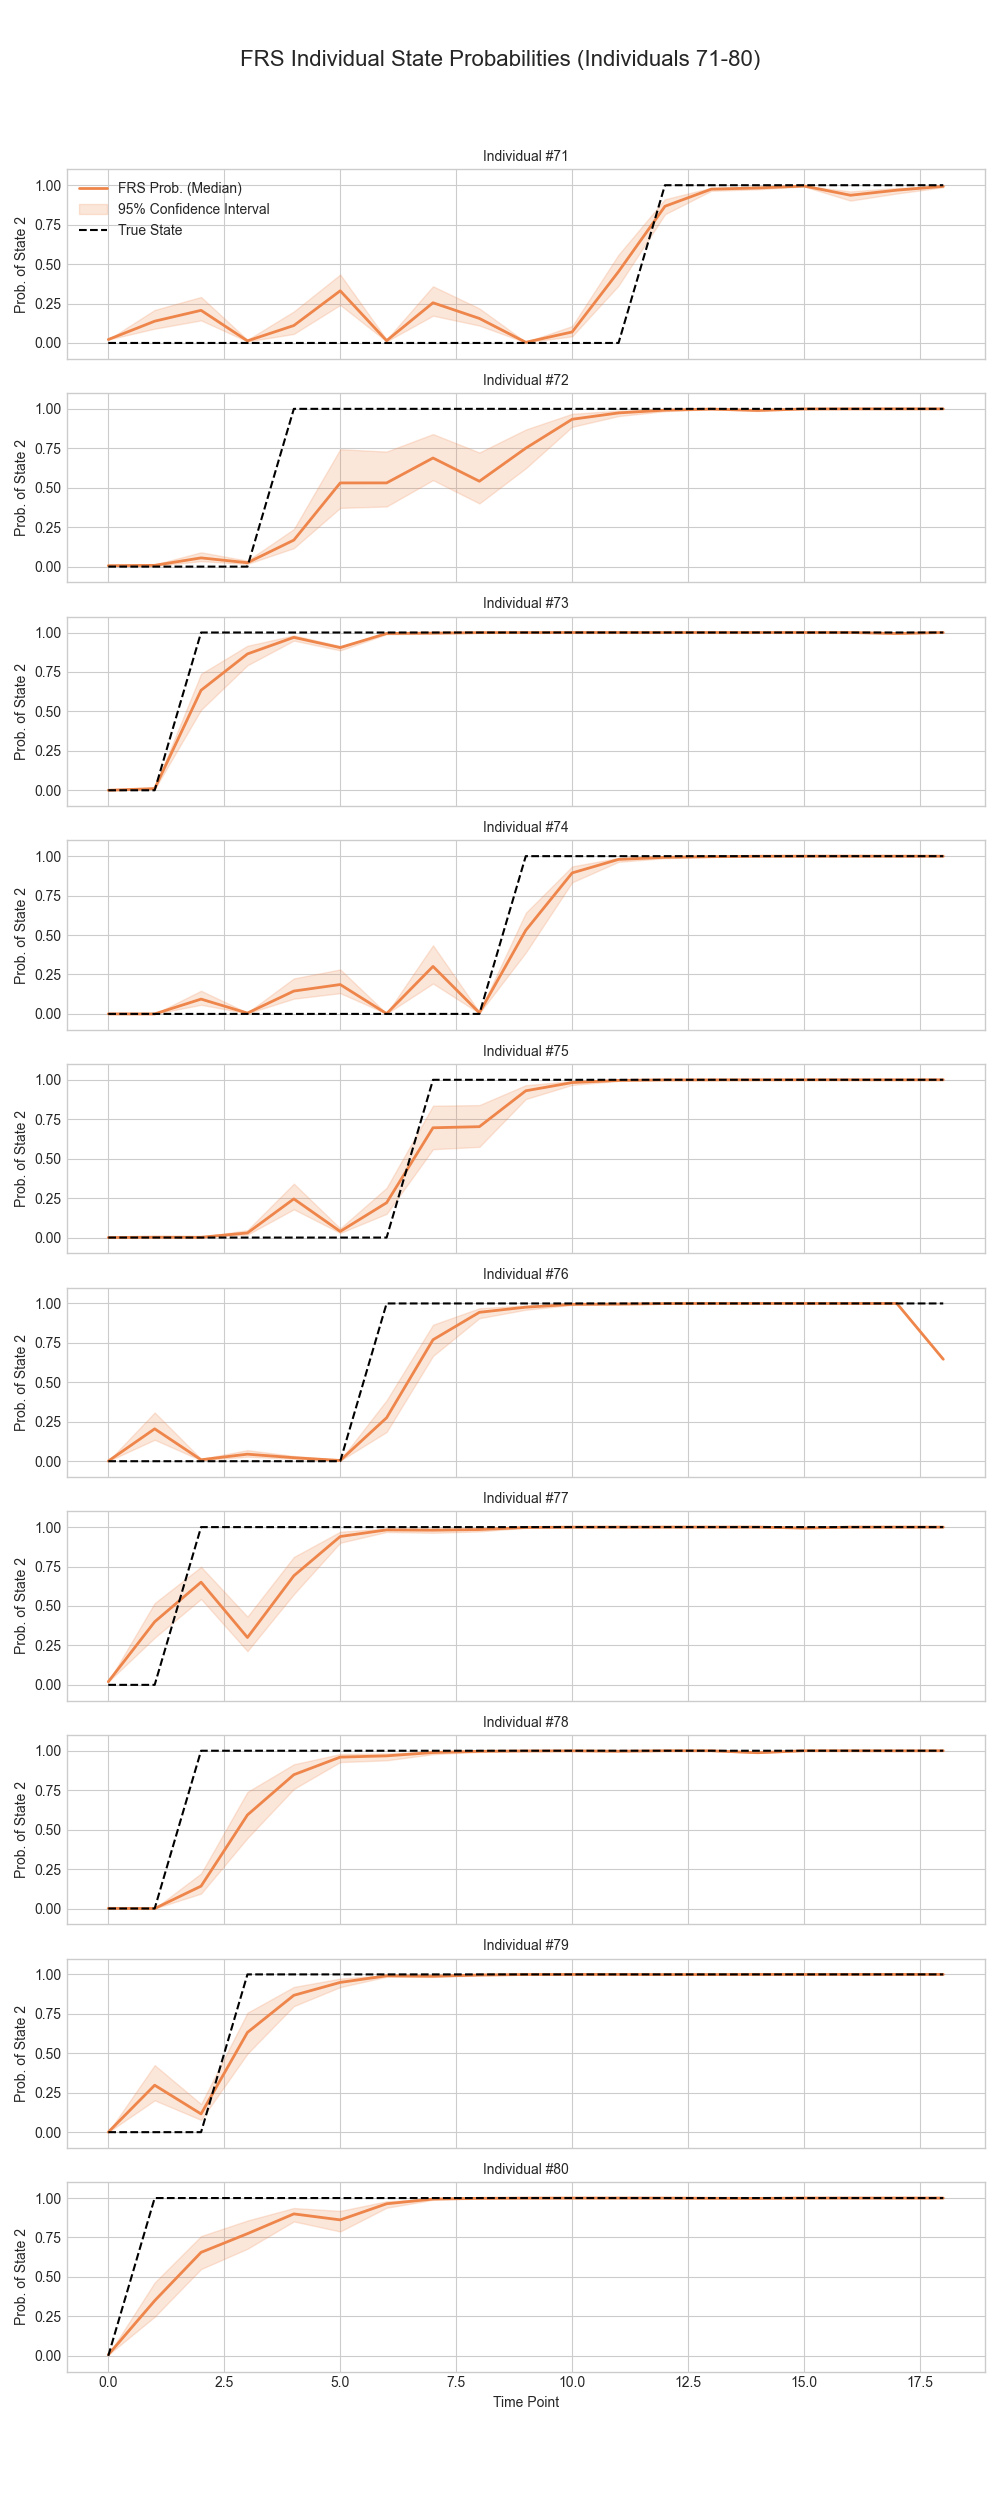 FRS Individual State Probabilities (Individuals 71-80)
Individual #71
Prob. of State 2
1.00
0.75
0.50
0.25
0.00
FRS Prob. (Median)
95% Confidence Interval
True State
Individual #72
Prob. of State 2
1.00
0.75
0.50
0.25
0.00
Individual #73
Prob. of State 2
1.00
0.75
0.50
0.25
0.00
Individual #74
Prob. of State 2
1.00
0.75
0.50
0.25
0.00
Individual #75
Prob. of State 2
1.00
0.75
0.50
0.25
0.00
Individual #76
Prob. of State 2
1.00
0.75
0.50
0.25
0.00
Individual #77
Prob. of State 2
1.00
0.75
0.50
0.25
0.00
Individual #78
Prob. of State 2
1.00
0.75
0.50
0.25
0.00
Individual #79
Prob. of State 2
1.00
0.75
0.50
0.25
0.00
Individual #80
Prob. of State 2
1.00
0.75
0.50
0.25
0.00
0.0 2.5 5.0 7.5 10.0 12.5 15.0 17.5
Time Point